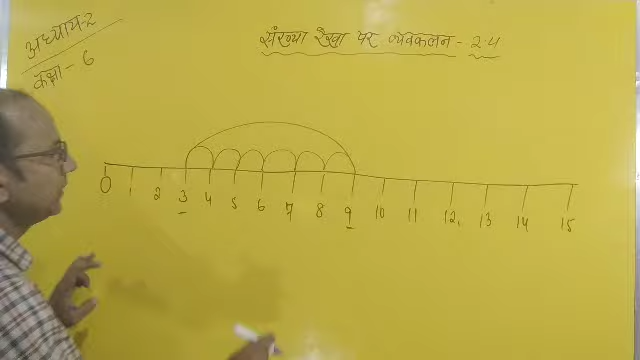 अध्याय-2
कक्षा - 6
संख्या रेखा पर व्यवकलन - 2.4
0 1 2 3 4 5 6 7 8 9 10 11 12. 13 14 15